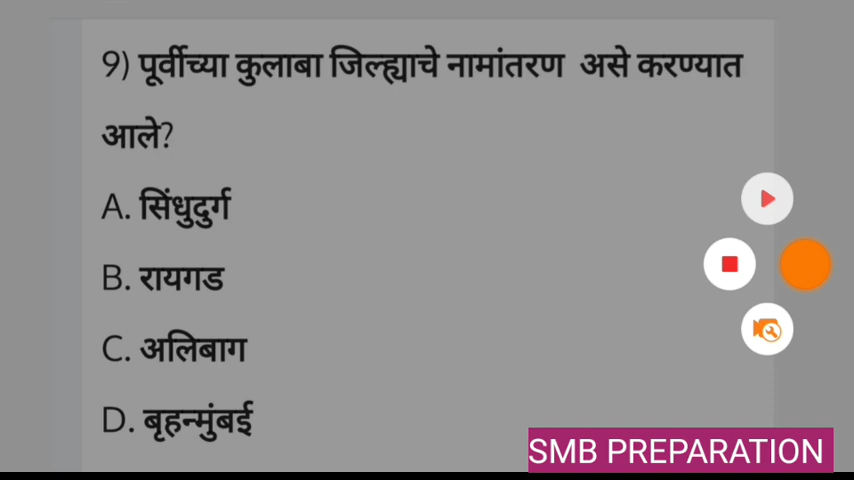 9) पूर्वीच्या कुलाबा जिल्ह्याचे नामांतरण असे करण्यात
आले?
A. सिंधुदुर्ग
B. रायगड
C. अलिबाग
D. बृहन्मुंबई
SMB PREPARATION